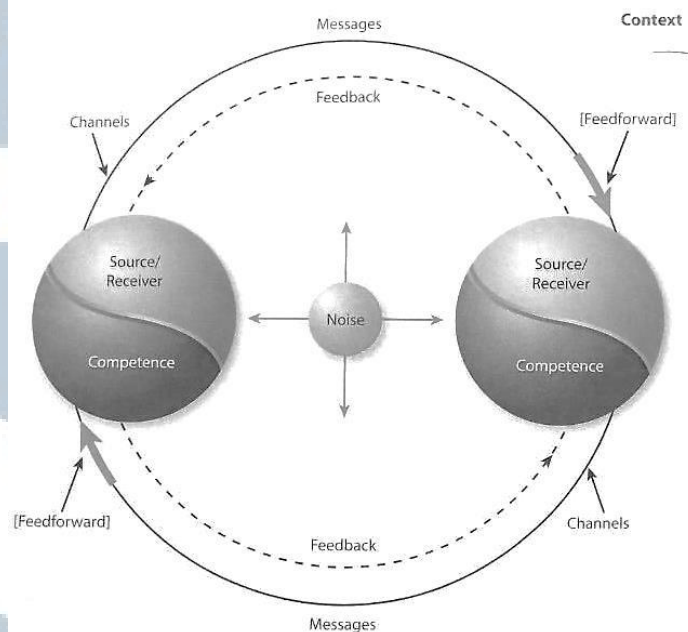 Messages
Context
Feedback
[Feedforward]
Channels
Source/
Receiver
Competence
Noise
Source/
Receiver
Competence
[Feedforward]
Feedback
Channels
Messages